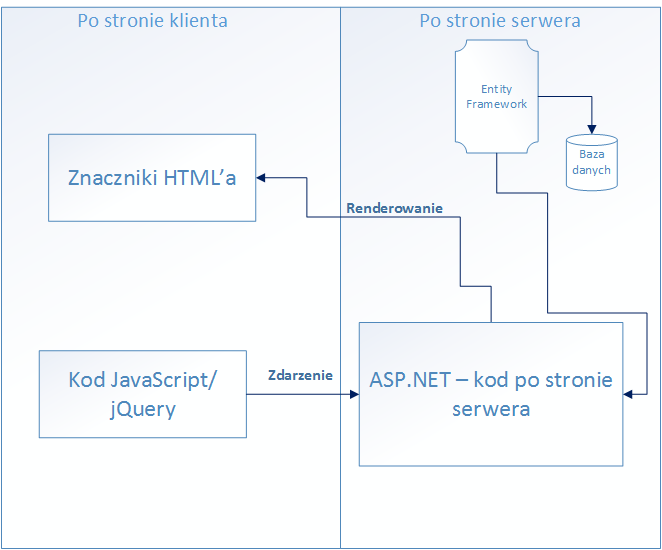 Po stronie klienta
Po stronie serwera
Entity
Framework
Baza
danych
Znaczniki HTML’a
Renderowanie
Kod JavaScript/
jQuery
Zdarzenie
ASP.NET – kod po stronie
serwera